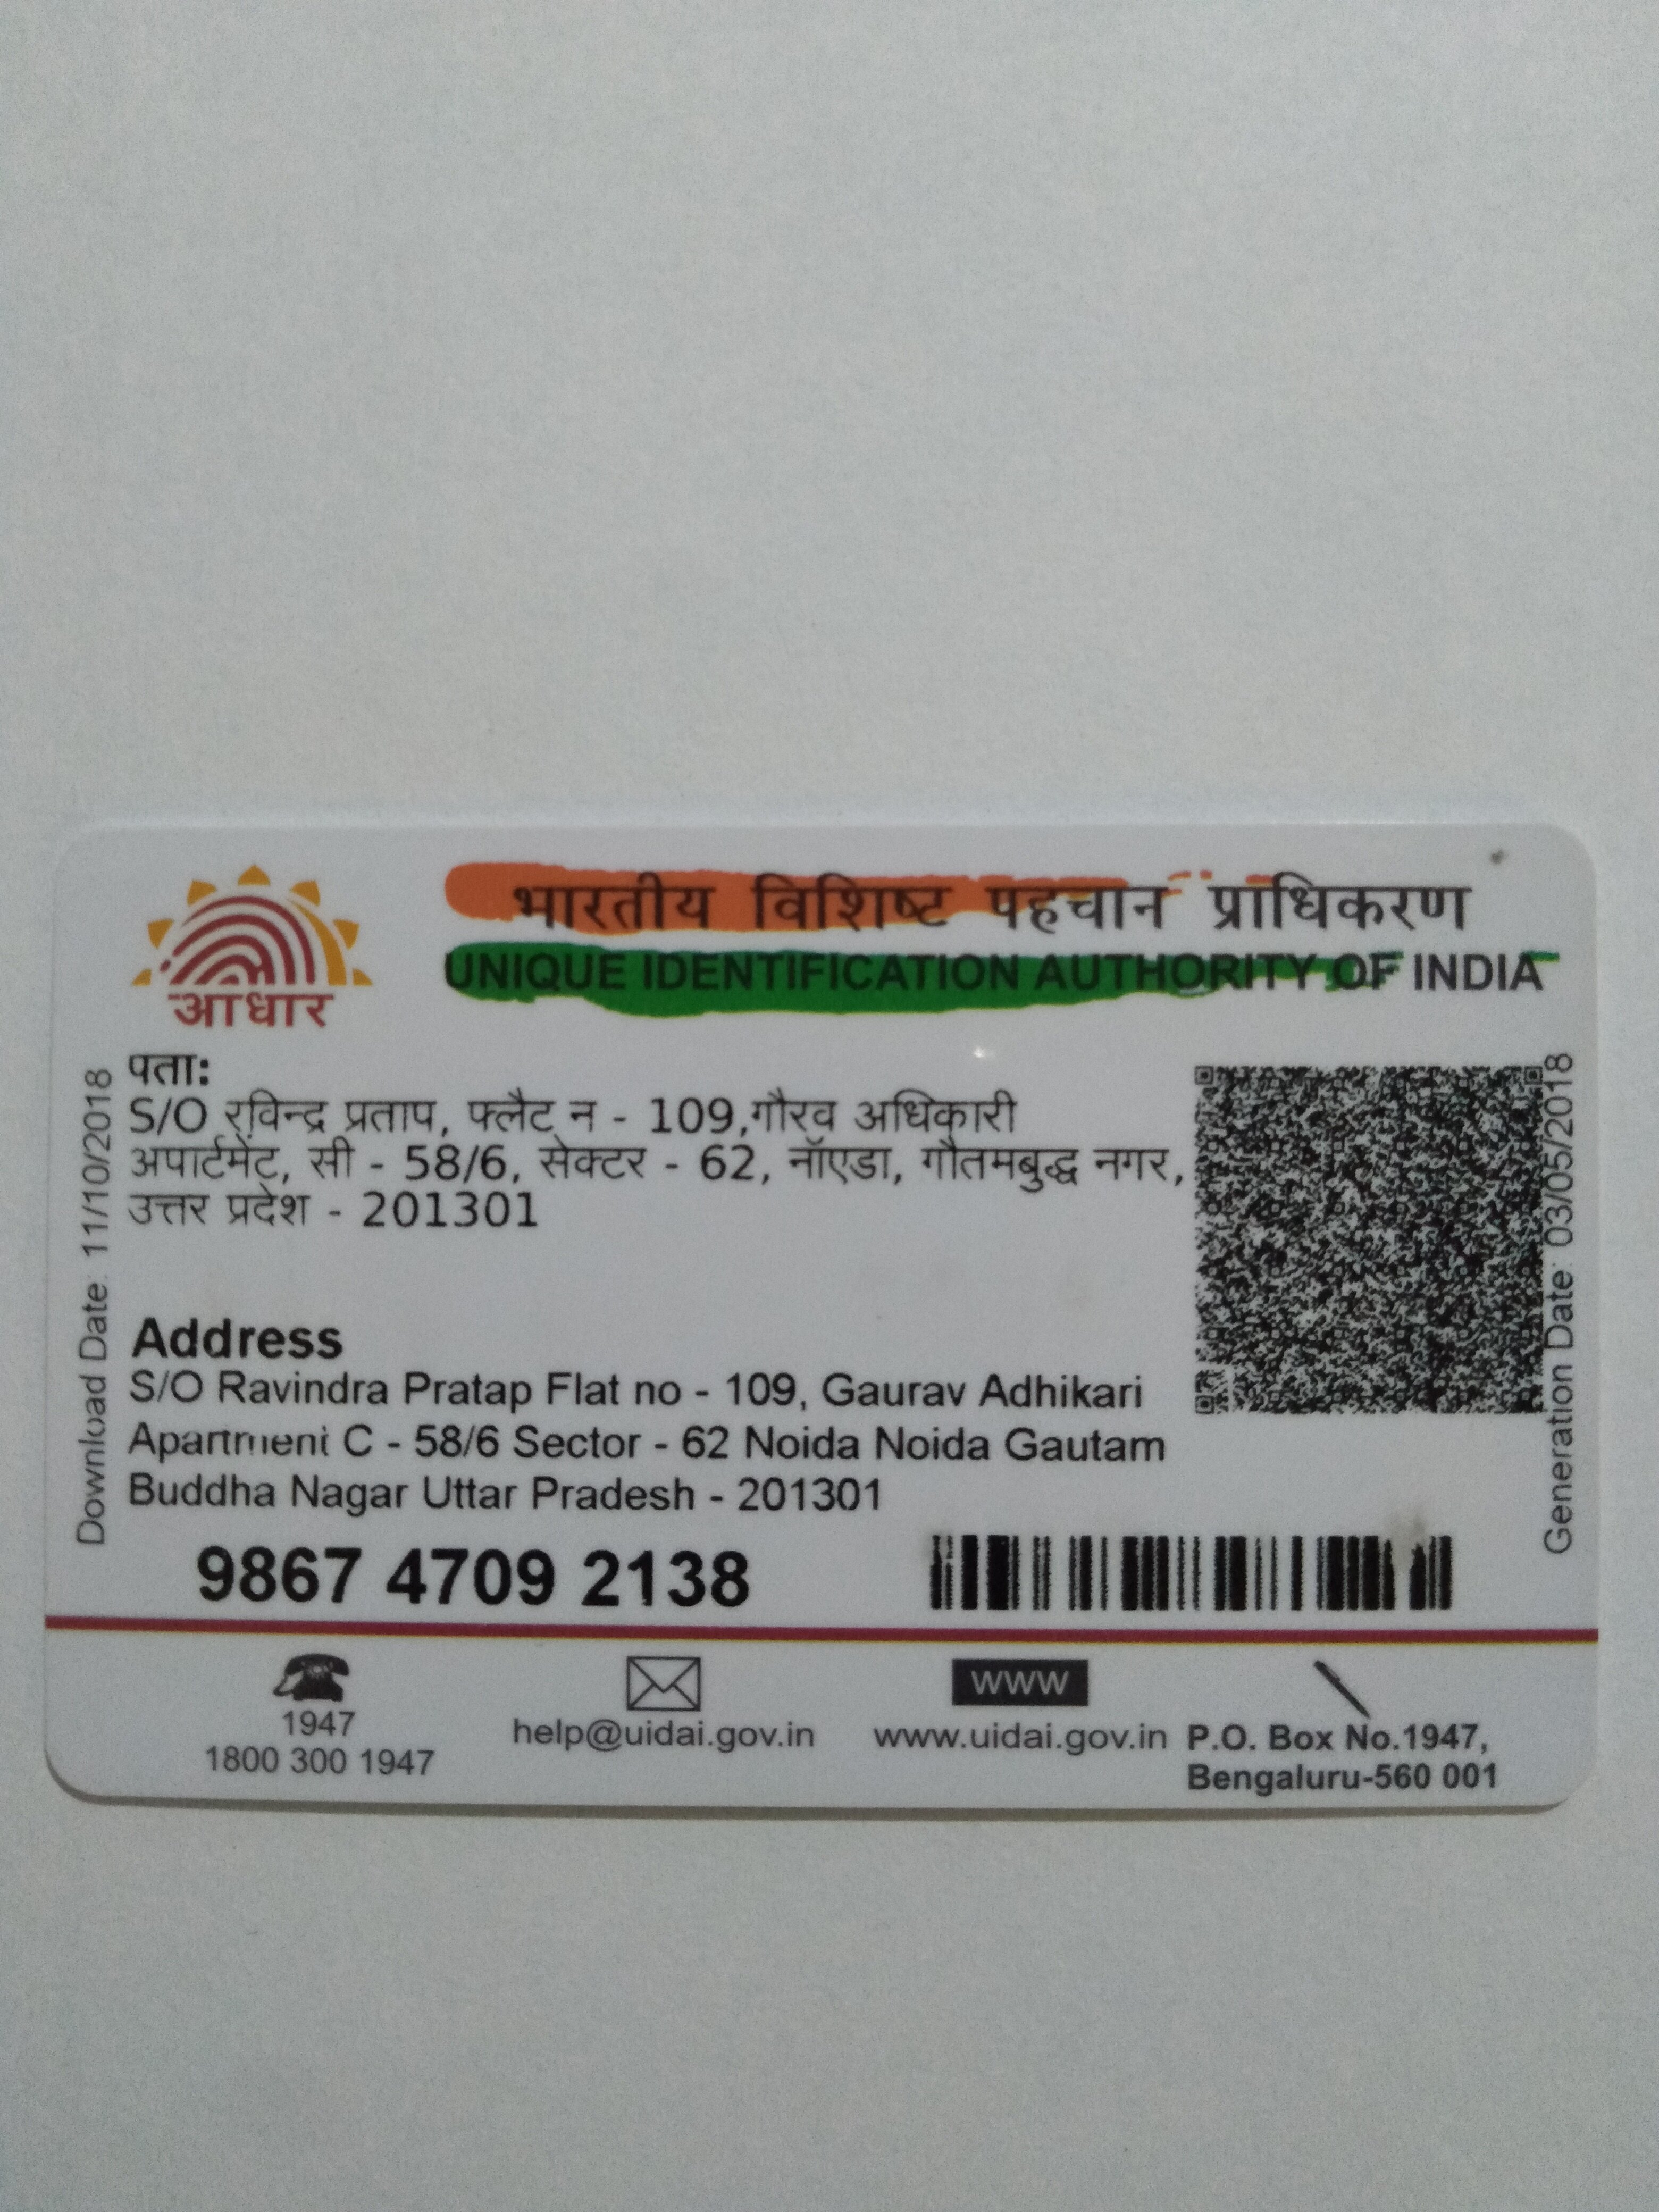 आधार
भारतीय विशिष्ट पहचान प्राधिकरण
UNIQUE IDENTIFICATION AUTHORITY OF INDIA
Download Date: 11/10/2018
पता:
S/O रविन्द्र प्रताप, फ्लैट न - 109,गौरव अधिकारी
अपार्टमेंट, सी - 58/6, सेक्टर - 62, नॉएडा, गौतमबुद्ध नगर,
उत्तर प्रदेश - 201301
Generation Date: 03/05/2018
Address
S/O Ravindra Pratap Flat no - 109, Gaurav Adhikari
Apartment C - 58/6 Sector - 62 Noida Noida Gautam
Buddha Nagar Uttar Pradesh - 201301
9867 4709 2138
1947
1800 300 1947
help@uidai.gov.in
WWW
www.uidai.gov.in
P.O. Box No.1947,
Bengaluru-560 001